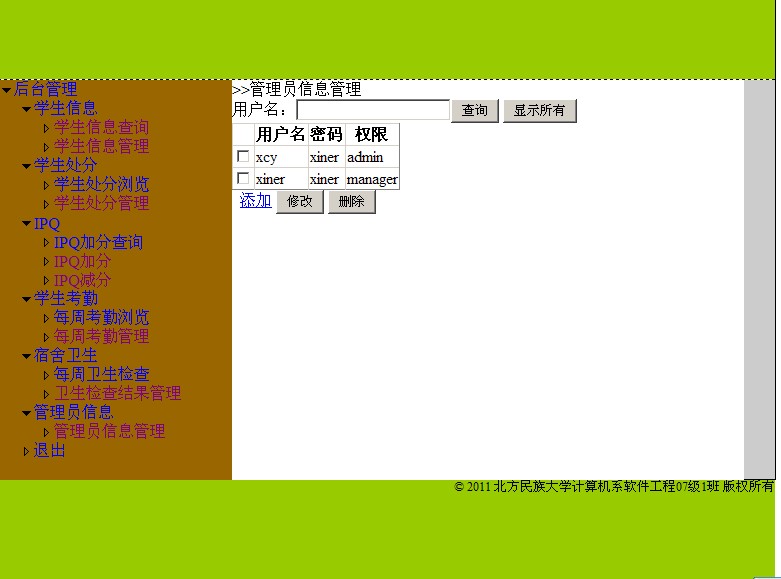 后台管理
学生信息
学生信息查询
学生信息管理
学生处分
学生处分浏览
学生处分管理
IPQ
IPQ加分查询
IPQ加分
IPQ减分
学生考勤
每周考勤浏览
每周考勤管理
宿舍卫生
每周卫生检查
卫生检查结果管理
管理员信息
管理员信息管理
退出
>>管理员信息管理
用户名： 查询 显示所有
用户名 密码 权限
xcy xiner admin
xiner xiner manager
添加 修改 删除
© 2011 北方民族大学计算机系软件工程07级1班 版权所有